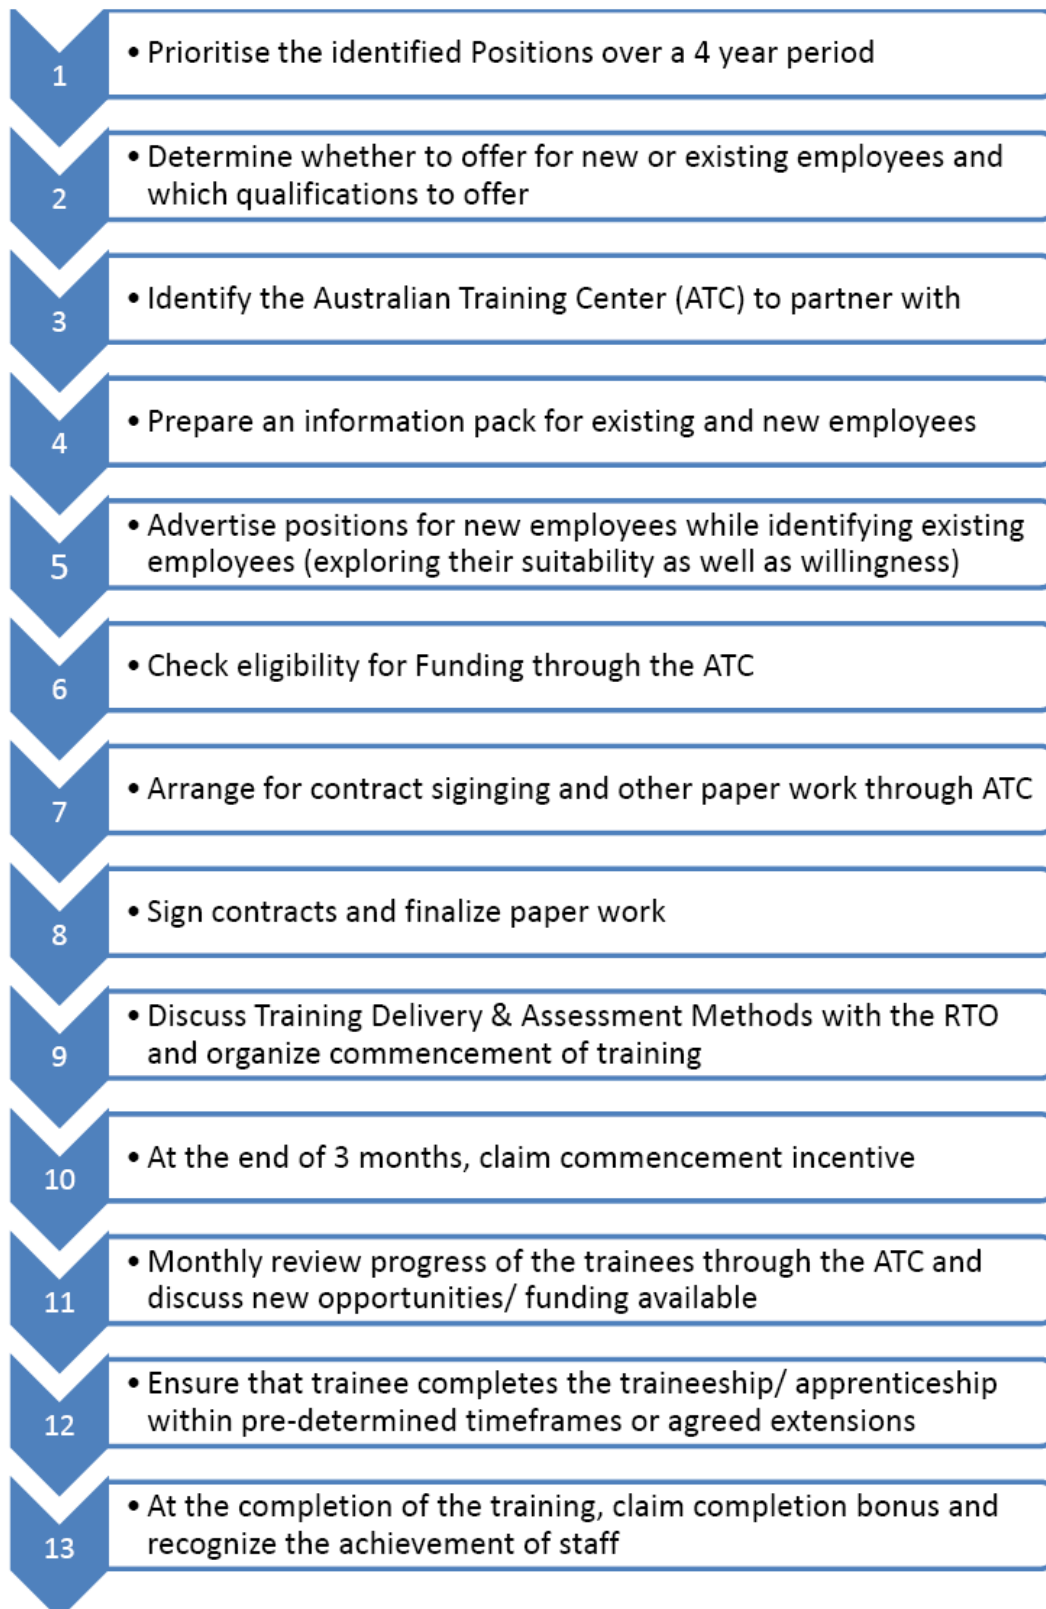 1
• Prioritise the identified Positions over a 4 year period
2
• Determine whether to offer for new or existing employees and
which qualifications to offer
3
• Identify the Australian Training Center (ATC) to partner with
4
• Prepare an information pack for existing and new employees
5
• Advertise positions for new employees while identifying existing
employees (exploring their suitability as well as willingness)
6
• Check eligibility for Funding through the ATC
7
• Arrange for contract siginging and other paper work through ATC
8
• Sign contracts and finalize paper work
9
• Discuss Training Delivery & Assessment Methods with the RTO
and organize commencement of training
10
• At the end of 3 months, claim commencement incentive
11
• Monthly review progress of the trainees through the ATC and
discuss new opportunities/ funding available
12
• Ensure that trainee completes the traineeship/ apprenticeship
within pre-determined timeframes or agreed extensions
13
• At the completion of the training, claim completion bonus and
recognize the achievement of staff